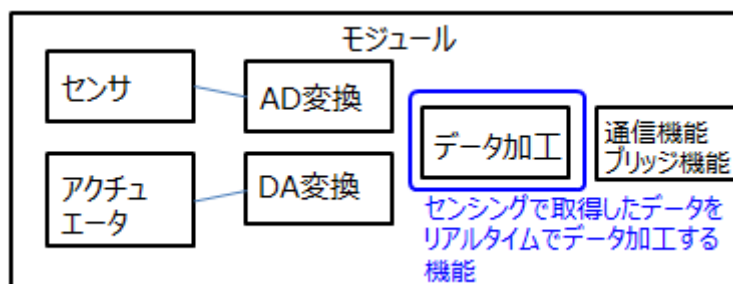 モジュール
センサ
AD変換
アクチュ
エータ
DA変換
データ加工
通信機能
ブリッジ機能
センシングで取得したデータを
リアルタイムでデータ加工する
機能